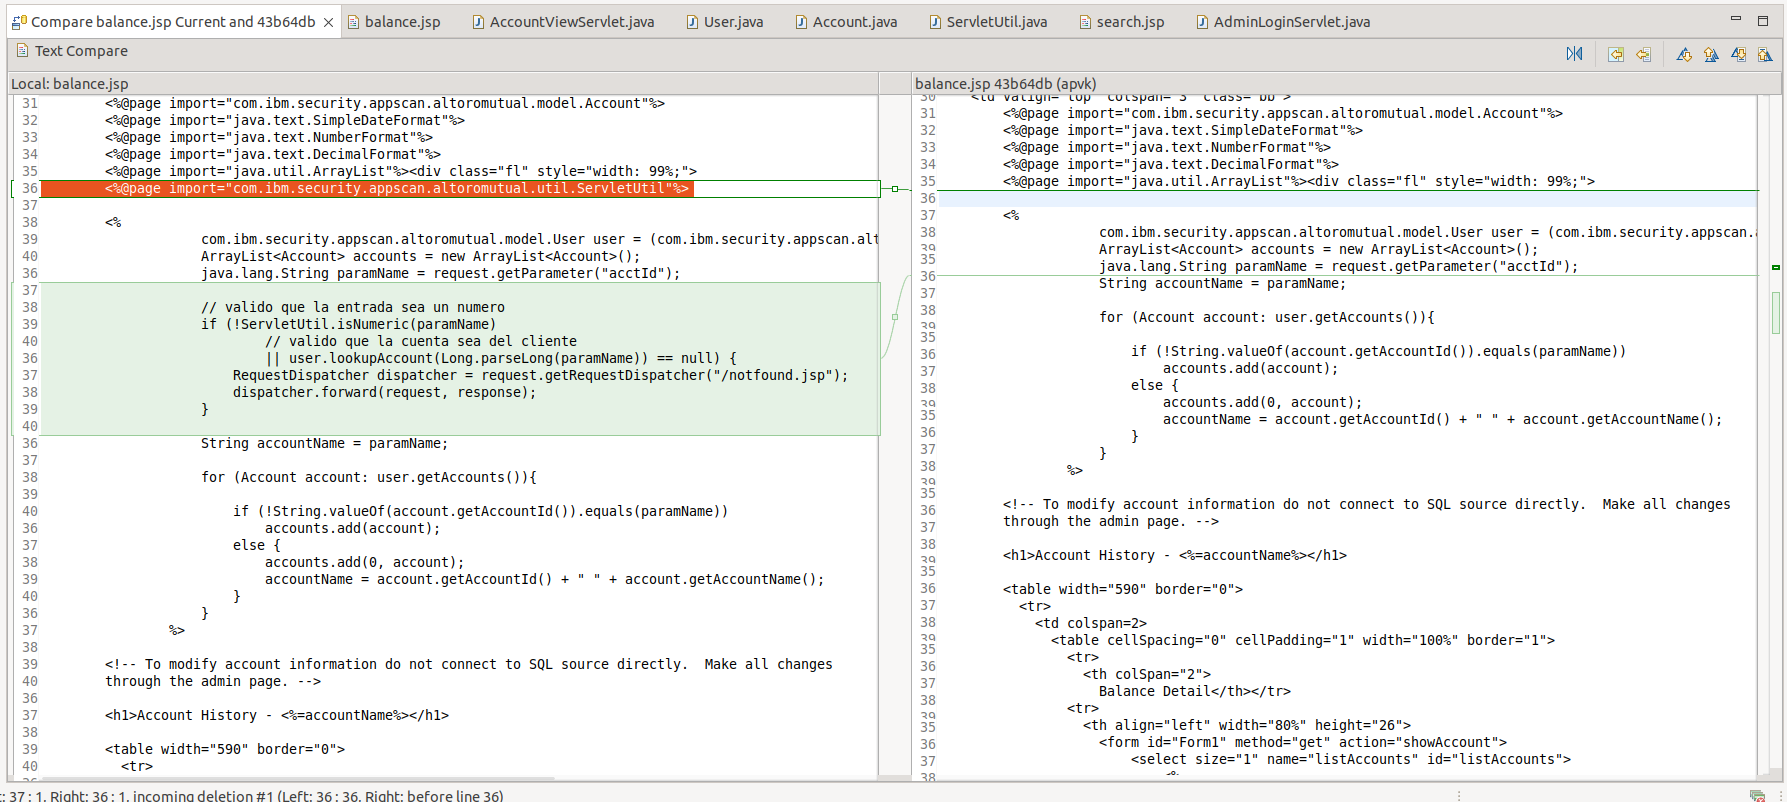 Compare balance.jsp Current and 43b64db
balance.jsp
AccountViewServlet.java
User.java
Account.java
ServletUtil.java
search.jsp
AdminLoginServlet.java
Text Compare
Local: balance.jsp
31 <%@page import="com.ibm.security.appscan.altoromutual.model.Account"%>
32 <%@page import="java.text.SimpleDateFormat"%>
33 <%@page import="java.text.NumberFormat"%>
34 <%@page import="java.text.DecimalFormat"%>
35 <%@page import="java.util.ArrayList"%><div class="fl" style="width: 99%;">
36 <%@page import="com.ibm.security.appscan.altoromutual.util.ServletUtil"%>
37
38 <%
39 com.ibm.security.appscan.altoromutual.model.User user = (com.ibm.security.appscan.alt
40 ArrayList<Account> accounts = new ArrayList<Account>();
36 java.lang.String paramName = request.getParameter("acctId");
37
38 // valido que la entrada sea un numero
39 if (!ServletUtil.isNumeric(paramName)
40 // valido que la cuenta sea del cliente
36 || user.lookupAccount(Long.parseLong(paramName)) == null) {
37 RequestDispatcher dispatcher = request.getRequestDispatcher("/notfound.jsp");
38 dispatcher.forward(request, response);
39 }
40
36 String accountName = paramName;
37
38 for (Account account: user.getAccounts()){
39
40 if (!String.valueOf(account.getAccountId()).equals(paramName))
36 accounts.add(account);
37 else {
38 accounts.add(0, account);
39 accountName = account.getAccountId() + " " + account.getAccountName();
40 }
36 }
37 %>
38
39 <!-- To modify account information do not connect to SQL source directly.  Make all changes
40 through the admin page. -->
36
37 <h1>Account History - <%=accountName%></h1>
38
39 <table width="590" border="0">
40 <tr>
balance.jsp 43b64db (apvk)
30 <td valign="top" colspan="3" class="bb">
31 <%@page import="com.ibm.security.appscan.altoromutual.model.Account"%>
32 <%@page import="java.text.SimpleDateFormat"%>
33 <%@page import="java.text.NumberFormat"%>
34 <%@page import="java.text.DecimalFormat"%>
35 <%@page import="java.util.ArrayList"%><div class="fl" style="width: 99%;">
36
37 <%
38 com.ibm.security.appscan.altoromutual.model.User user = (com.ibm.security.appscan.
39 ArrayList<Account> accounts = new ArrayList<Account>();
35 java.lang.String paramName = request.getParameter("acctId");
36 String accountName = paramName;
37
38 for (Account account: user.getAccounts()){
39
35
36 if (!String.valueOf(account.getAccountId()).equals(paramName))
37 accounts.add(account);
38 else {
39 accounts.add(0, account);
35 accountName = account.getAccountId() + " " + account.getAccountName();
36 }
37 }
38 %>
39
35
36 <!-- To modify account information do not connect to SQL source directly.  Make all changes
37 through the admin page. -->
38
39 <h1>Account History - <%=accountName%></h1>
35
36 <table width="590" border="0">
37 <tr>
38 <td colspan=2>
39 <table cellSpacing="0" cellPadding="1" width="100%" border="1">
35 <tr>
36 <th colSpan="2">
37 Balance Detail</th></tr>
38 <tr>
39
35 <th align="left" width="80%" height="26">
36 <form id="Form1" method="get" action="showAccount">
37 <select size="1" name="listAccounts" id="listAccounts">
38 <%
: 37 : 1, Right: 36 : 1, incoming deletion #1 (Left: 36 : 36, Right: before line 36)